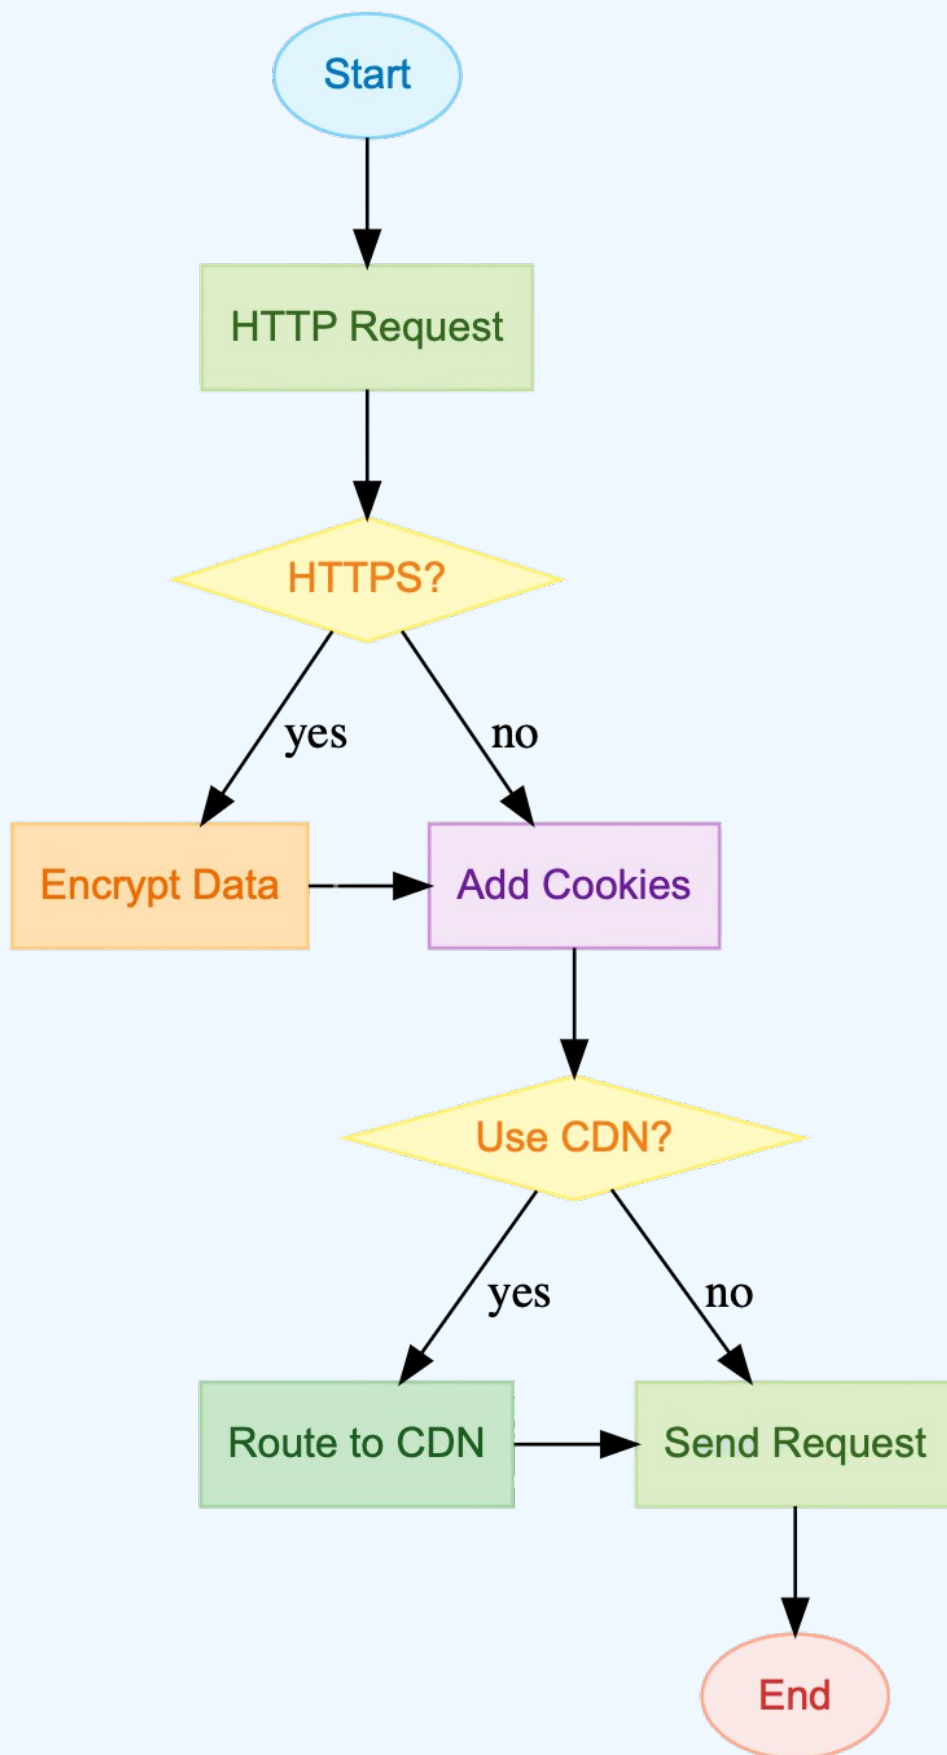 Start
HTTP Request
HTTPS?
yes
no
Encrypt Data
Add Cookies
Use CDN?
yes
no
Route to CDN
Send Request
End